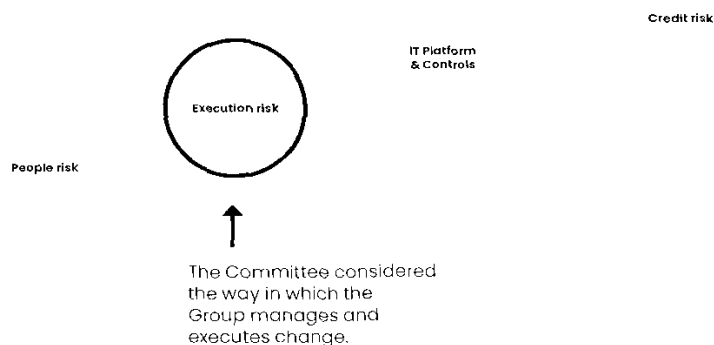 Credit risk
IT Platform
& Controls
Execution risk
People risk
The Committee considered
the way in which the
Group manages and
executes change.